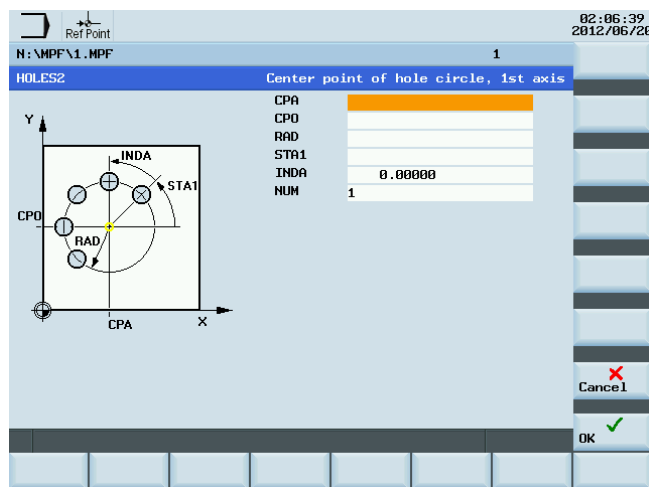 Ref Point
02:06:39
2012/06/20
N:\MPF\1.MPF 1
HOLES2 Center point of hole circle, 1st axis
CPA
CPO
RAD
STA1
INDA 0.00000
NUM 1
Y
INDA
STA1
CPO
RAD
CPA
X
Cancel
OK